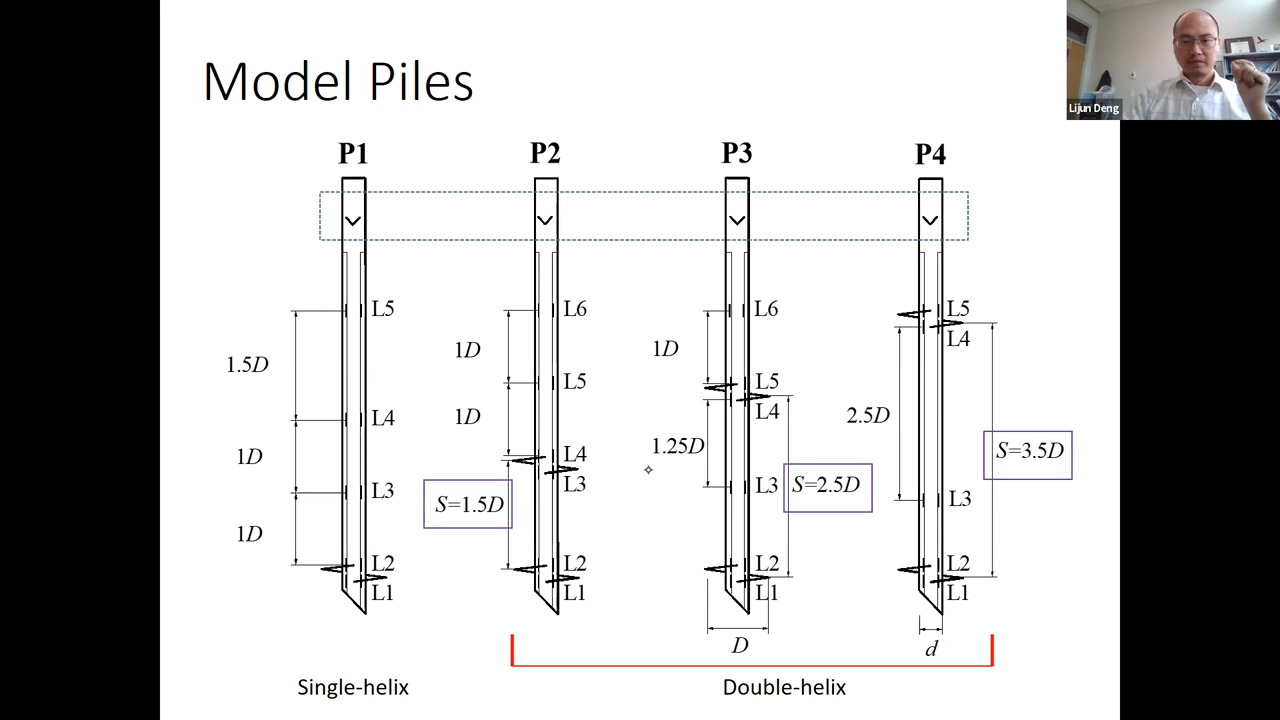 Model Piles
Lijun Deng
P1 P2 P3 P4
L5 L6 L6 L5
L4
1D 1D
1.5D L5 L5
L4
L4 1D 2.5D
1D 1.25D S=3.5D
L4
L3 L3 S=2.5D L3
S=1.5D L3
1D
L2 L2 L2 L2
L1 L1 L1 L1
D d
Single-helix Double-helix